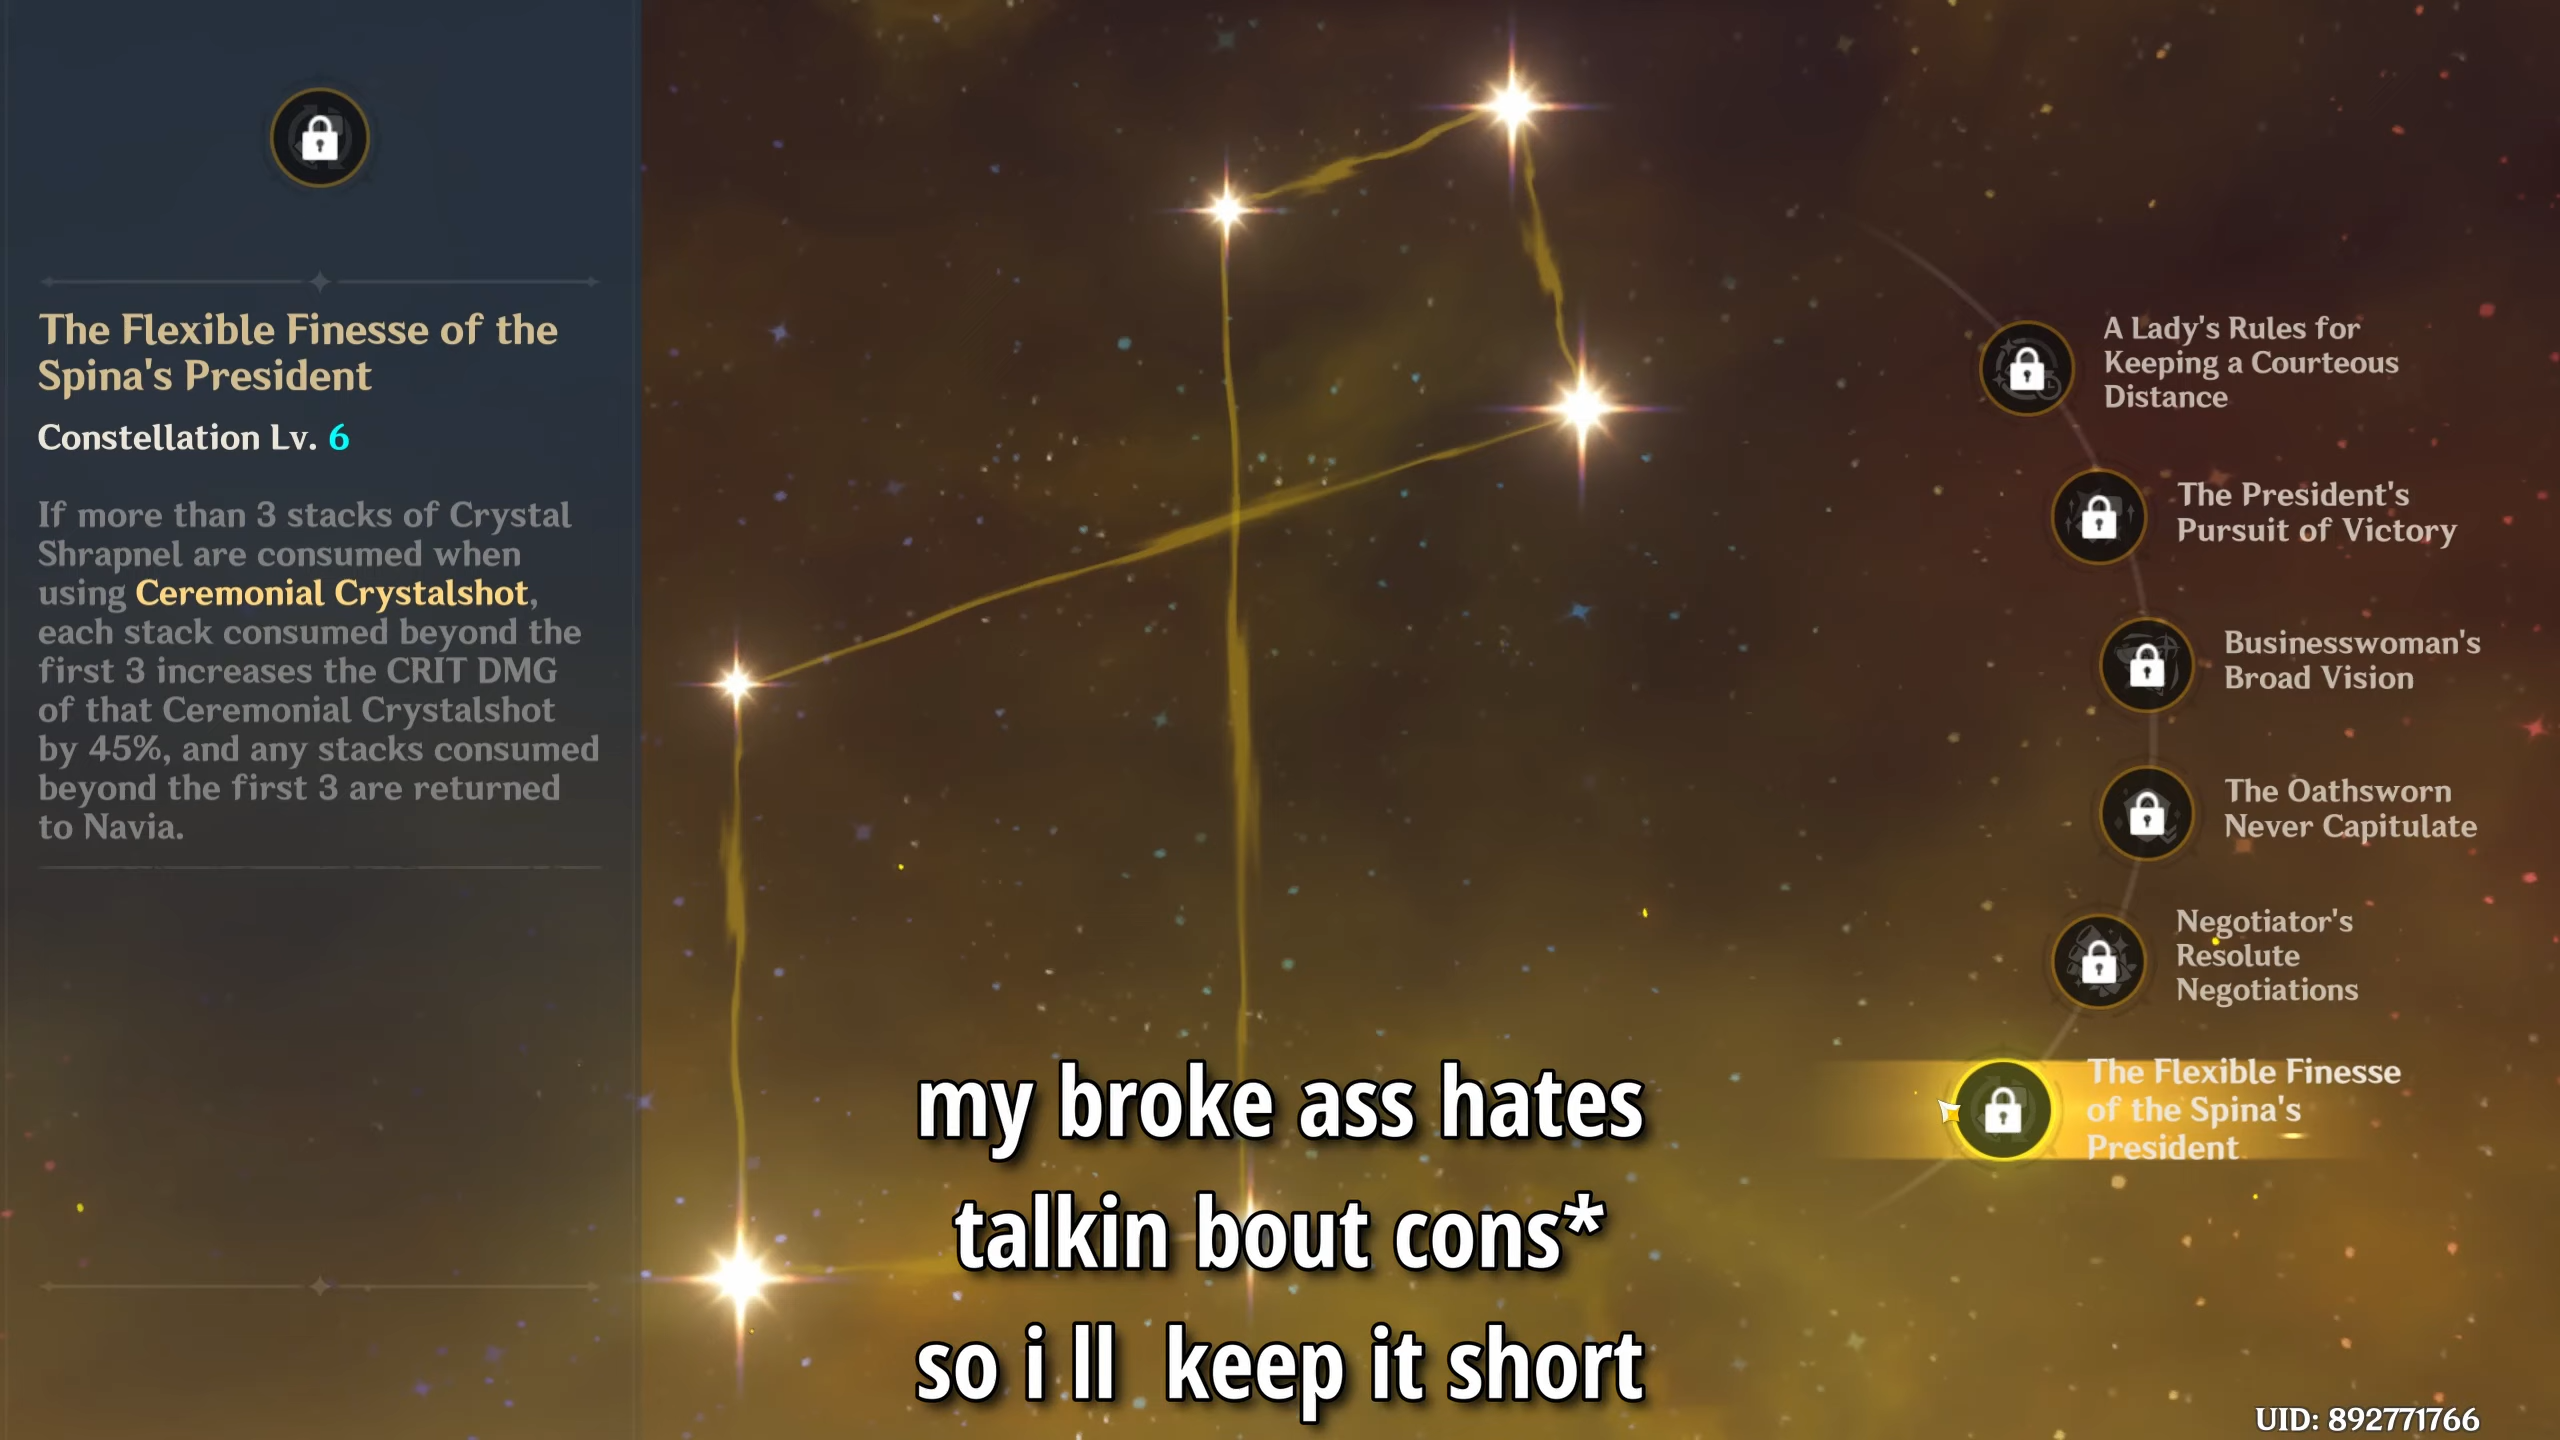 The Flexible Finesse of the
Spina's President
Constellation Lv. 6
If more than 3 stacks of Crystal
Shrapnel are consumed when
using Ceremonial Crystalshot,
each stack consumed beyond the
first 3 increases the CRIT DMG
of that Ceremonial Crystalshot
by 45%, and any stacks consumed
beyond the first 3 are returned
to Navia.
A Lady's Rules for
Keeping a Courteous
Distance
The President's
Pursuit of Victory
Businesswoman's
Broad Vision
The Oathsworn
Never Capitulate
Negotiator's
Resolute
Negotiations
The Flexible Finesse
of the Spina's
President
my broke ass hates
talkin bout cons*
so i ll  keep it short
UID: 892771766